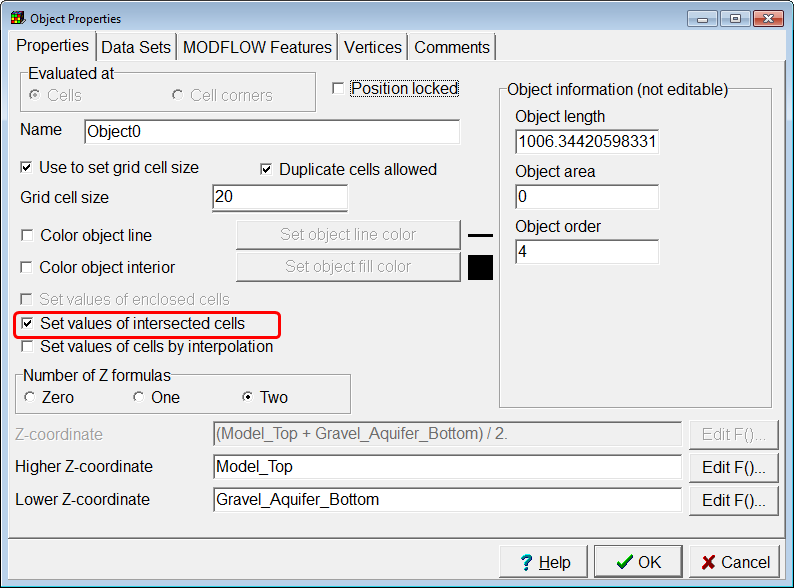 Object Properties
Properties Data Sets MODFLOW Features Vertices Comments
Evaluated at
Cells Cell corners
Position locked
Name Object0
Use to set grid cell size Duplicate cells allowed
Grid cell size 20
Color object line Set object line color
Color object interior Set object fill color
Set values of enclosed cells
Set values of intersected cells
Set values of cells by interpolation
Number of Z formulas
Zero One Two
Object information (not editable)
Object length
1006.34420598331
Object area
0
Object order
4
Z-coordinate (Model_Top + Gravel_Aquifer_Bottom) / 2. Edit F()...
Higher Z-coordinate Model_Top Edit F()...
Lower Z-coordinate Gravel_Aquifer_Bottom Edit F()...
? Help OK Cancel